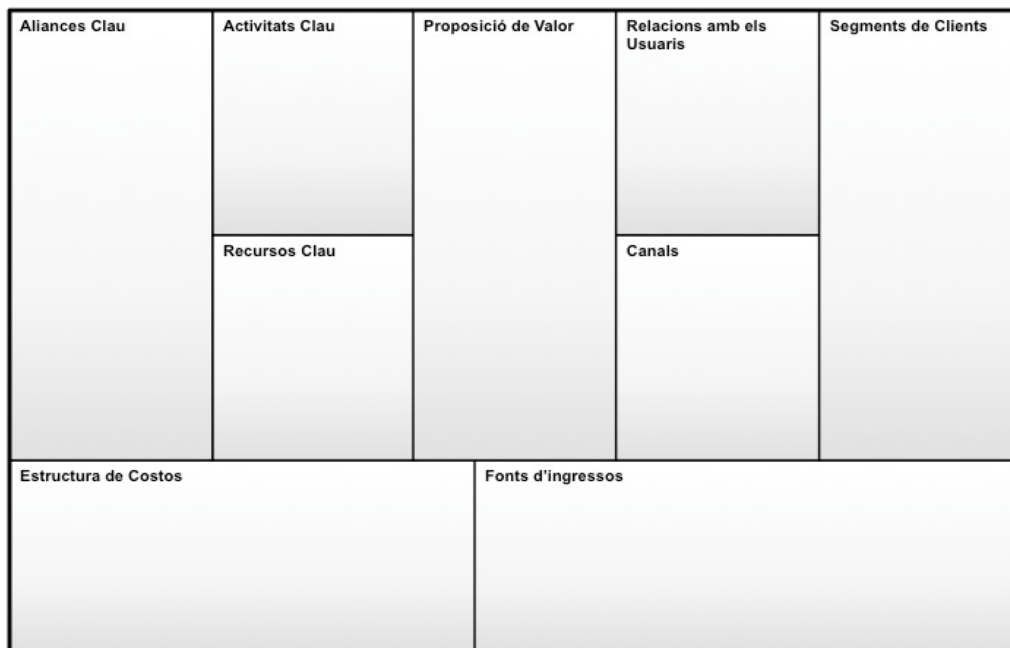 Aliances Clau
Activitats Clau
Proposició de Valor
Relacions amb els
Usuaris
Segments de Clients
Recursos Clau
Canals
Estructura de Costos
Fonts d'ingressos